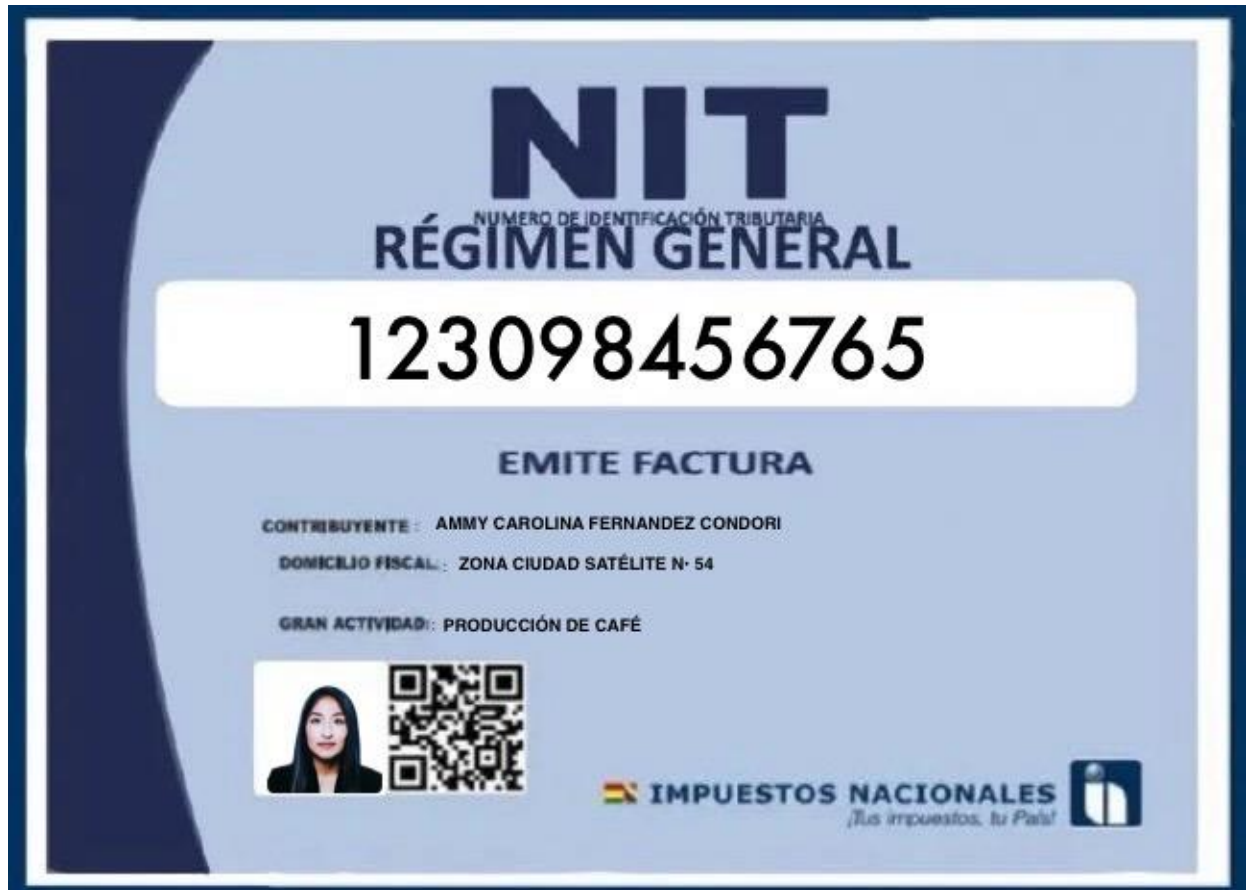 NIT
NUMERO DE IDENTIFICACIÓN TRIBUTARIA
RÉGIMEN GENERAL
123098456765
EMITE FACTURA
CONTRIBUYENTE : AMMY CAROLINA FERNANDEZ CONDORI
DOMICILIO FISCAL : ZONA CIUDAD SATÉLITE N· 54
GRAN ACTIVIDAD: : PRODUCCIÓN DE CAFÉ
IMPUESTOS NACIONALES
¡Tus impuestos, tu País!